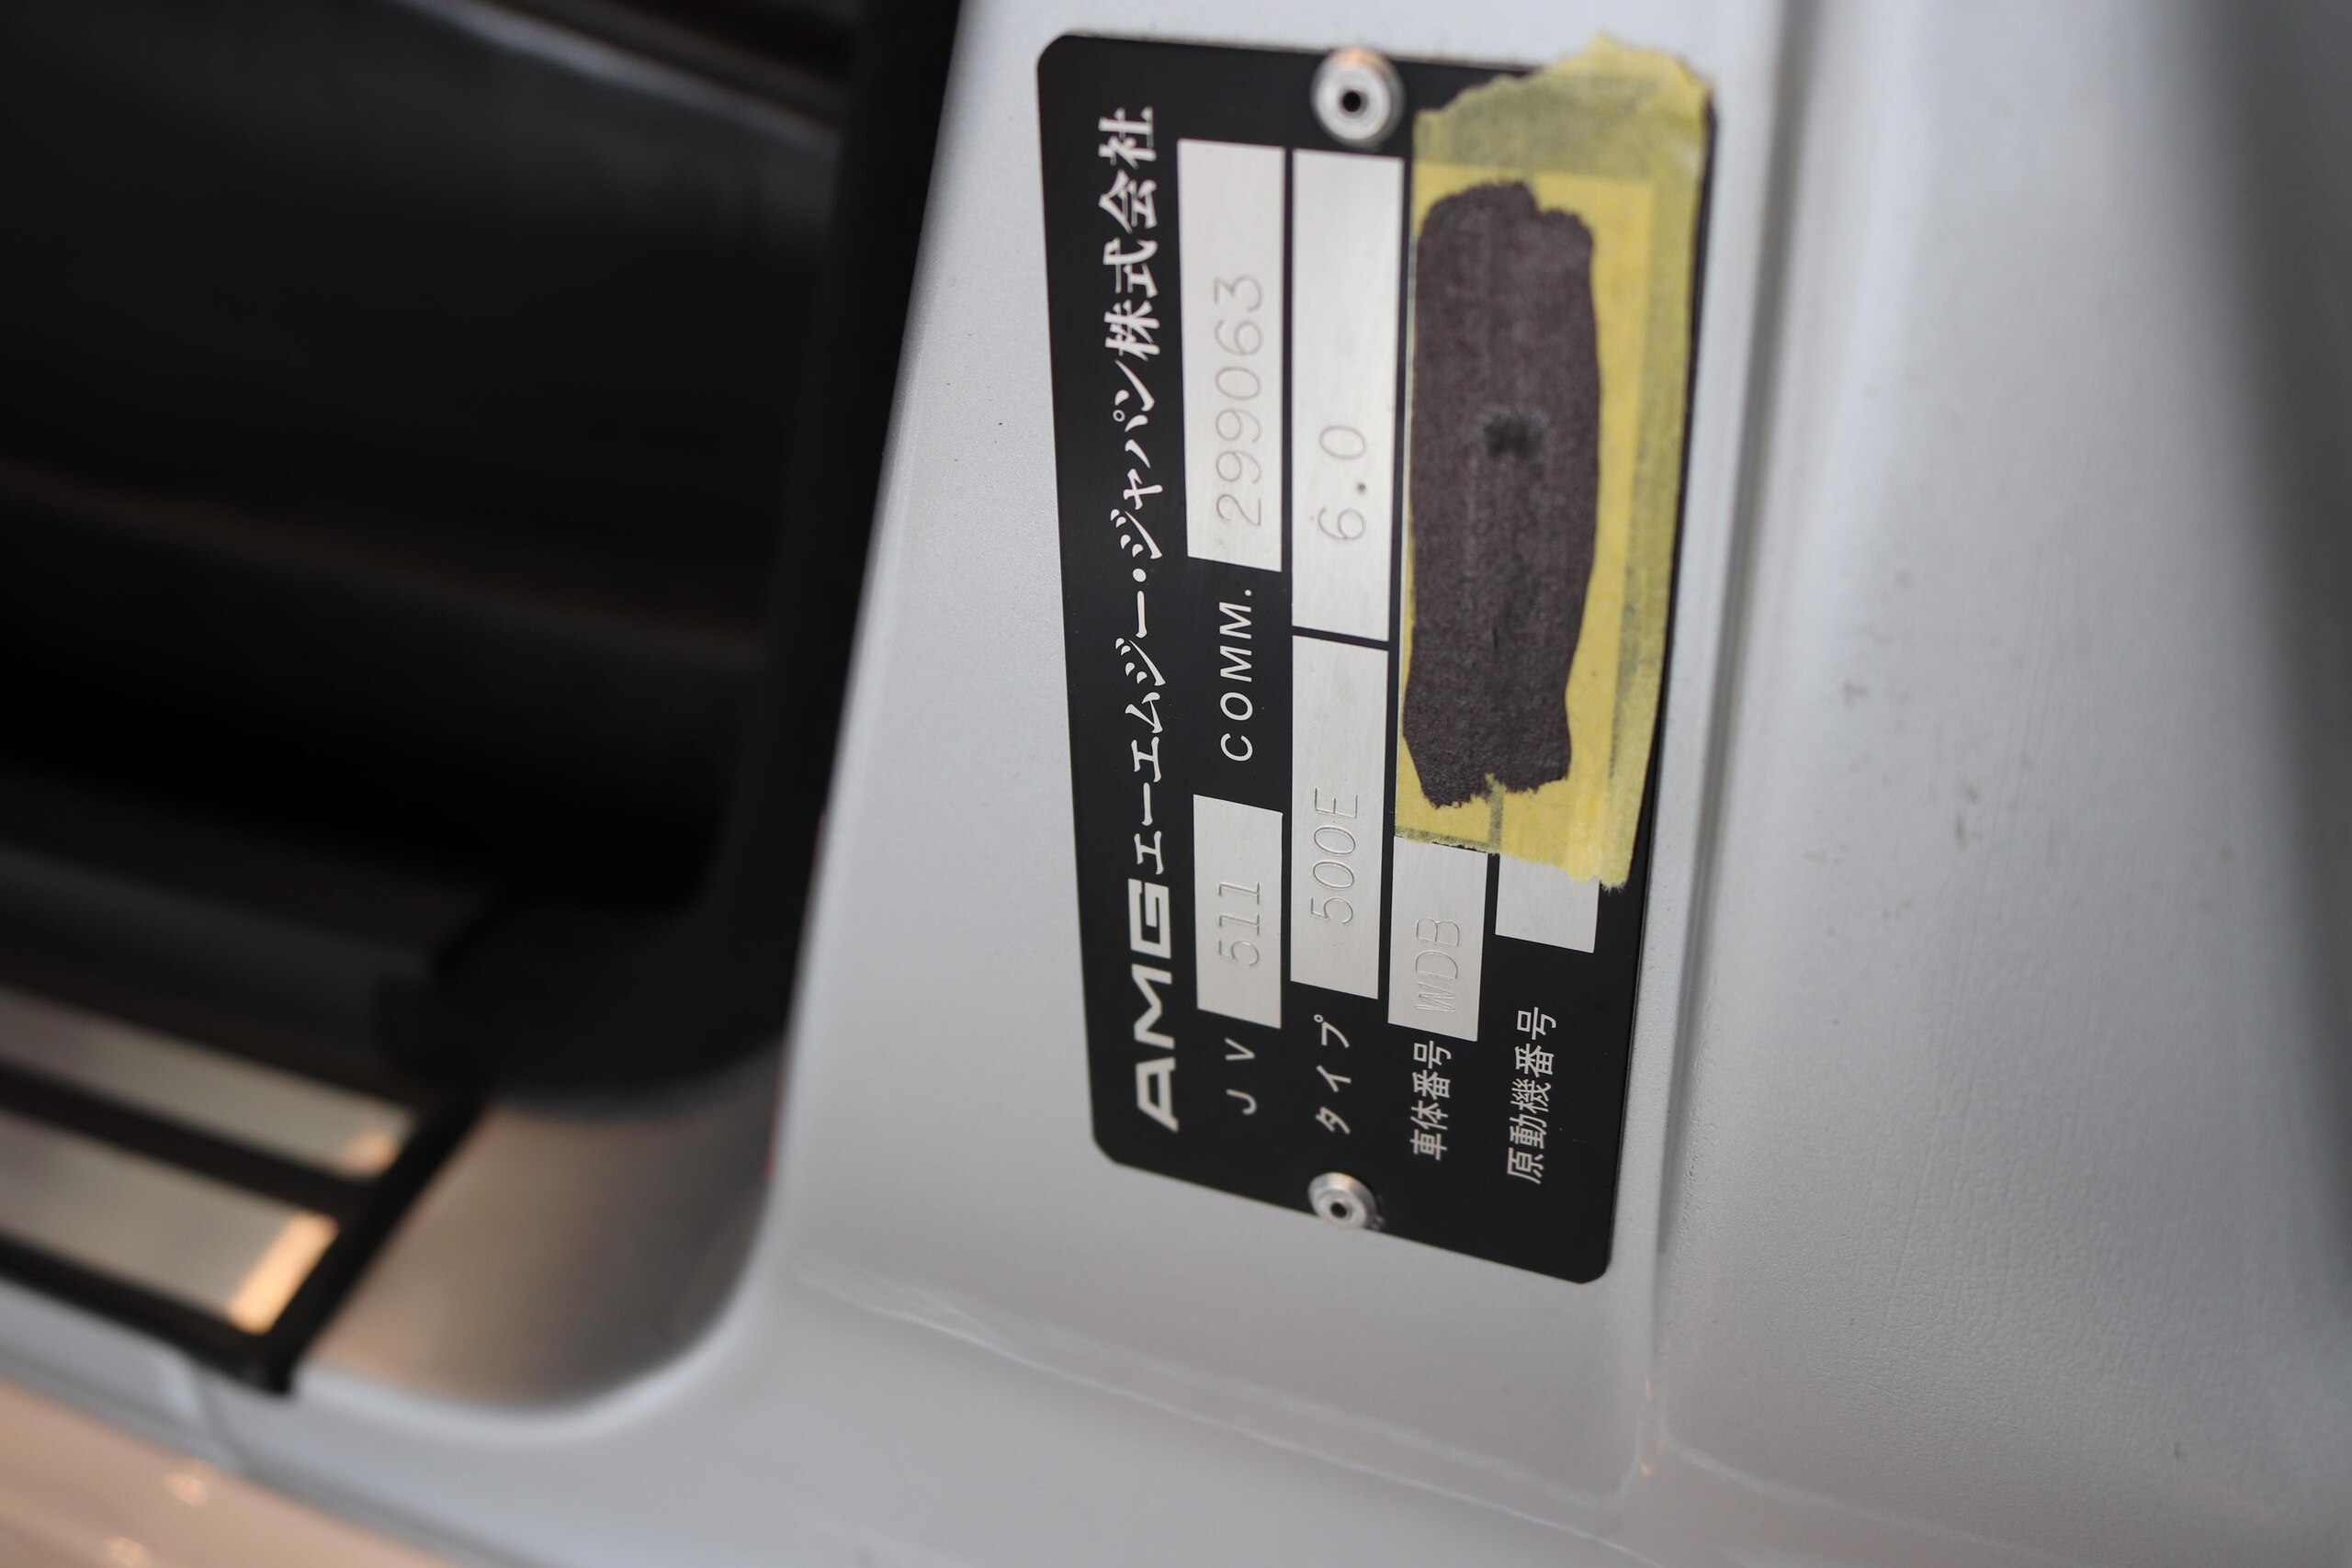 AMGエーエムジー・ジャパン株式会社
JV 511 COMM. 299063
タイプ 500E 6.0
車体番号 WDB
原動機番号